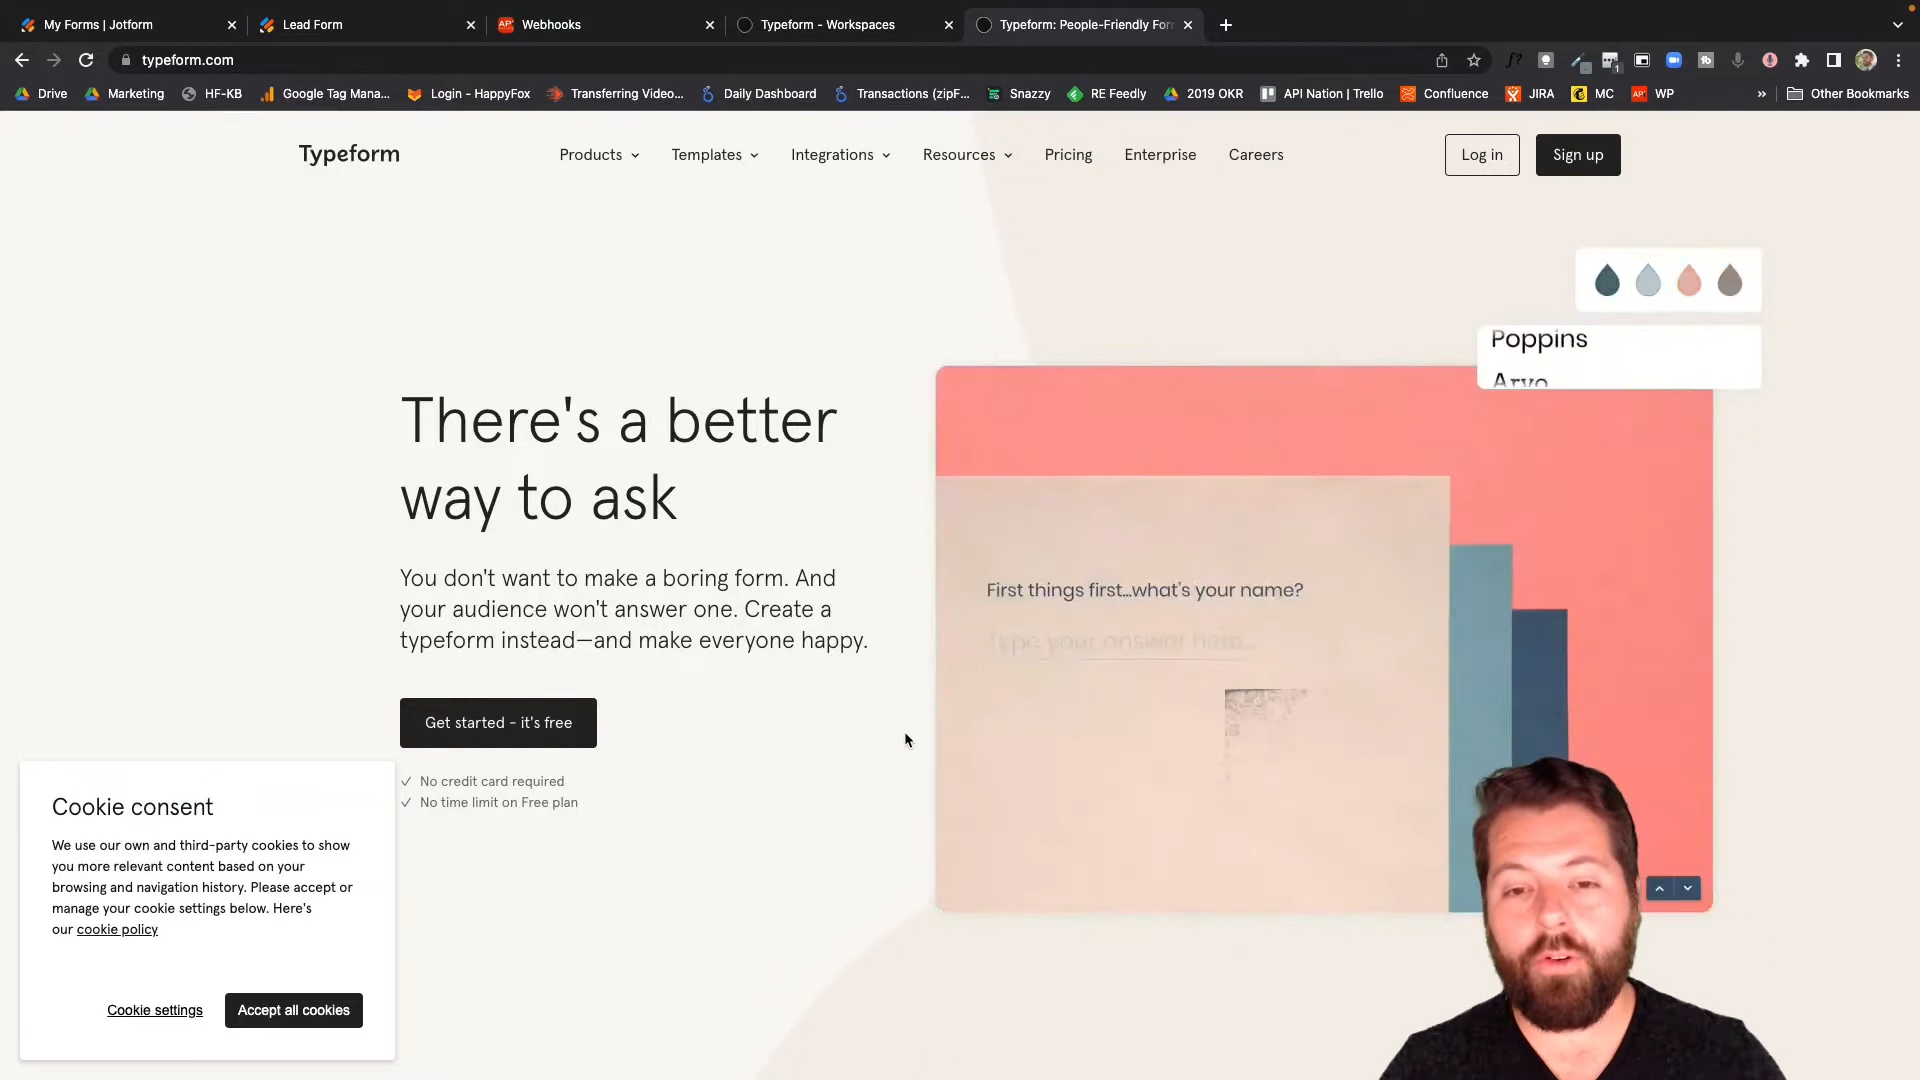 My Forms | Jotform
Lead Form
Webhooks
Typeform - Workspaces
Typeform: People-Friendly For
typeform.com
Drive
Marketing
HF-KB
Google Tag Mana...
Login - HappyFox
Transferring Video...
Daily Dashboard
Transactions (zipF...
Snazzy
RE Feedly
2019 OKR
API Nation | Trello
Confluence
JIRA
MC
WP
»
Other Bookmarks
Typeform
Products
Templates
Integrations
Resources
Pricing
Enterprise
Careers
Log in
Sign up
Poppins
Arvo
There's a better
way to ask
You don't want to make a boring form. And
your audience won't answer one. Create a
typeform instead—and make everyone happy.
First things first...what's your name?
Type your answer here...
Get started - it's free
No credit card required
No time limit on Free plan
Cookie consent
We use our own and third-party cookies to show
you more relevant content based on your
browsing and navigation history. Please accept or
manage your cookie settings below. Here's
our cookie policy
Cookie settings
Accept all cookies